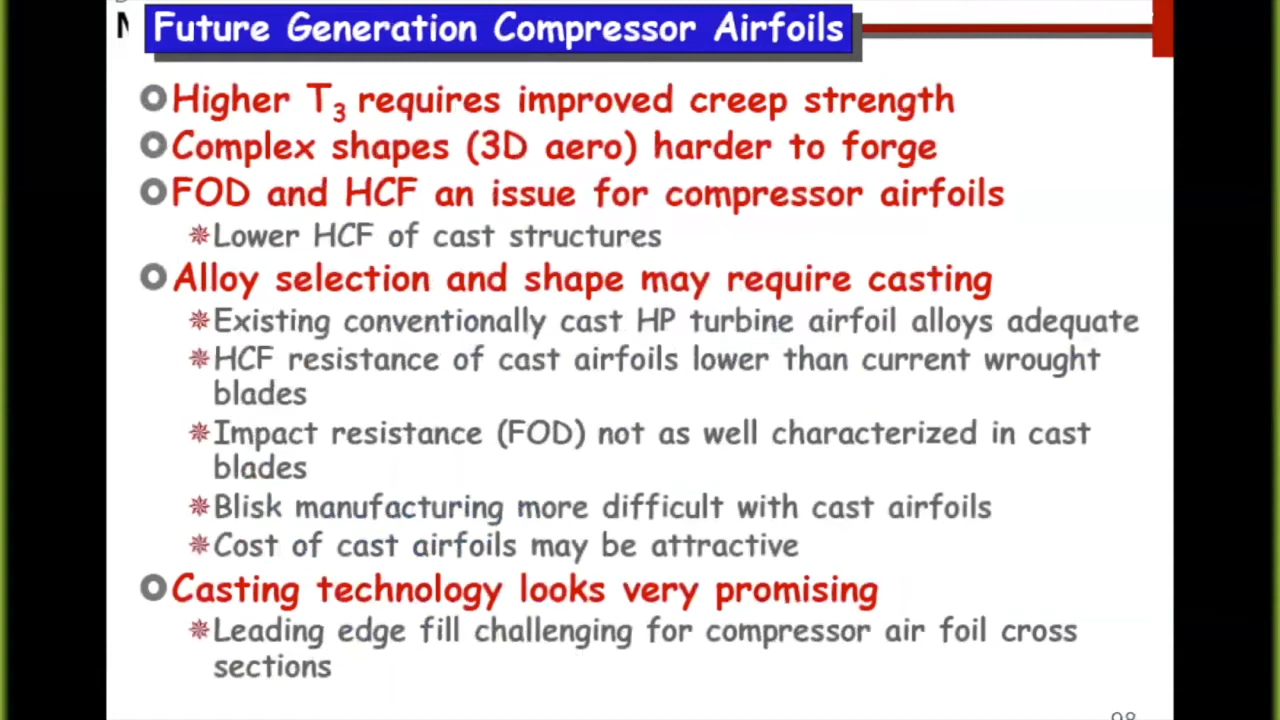 Future Generation Compressor Airfoils
Higher T3 requires improved creep strength
Complex shapes (3D aero) harder to forge
FOD and HCF an issue for compressor airfoils
Lower HCF of cast structures
Alloy selection and shape may require casting
Existing conventionally cast HP turbine airfoil alloys adequate
HCF resistance of cast airfoils lower than current wrought
blades
Impact resistance (FOD) not as well characterized in cast
blades
Blisk manufacturing more difficult with cast airfoils
Cost of cast airfoils may be attractive
Casting technology looks very promising
Leading edge fill challenging for compressor air foil cross
sections